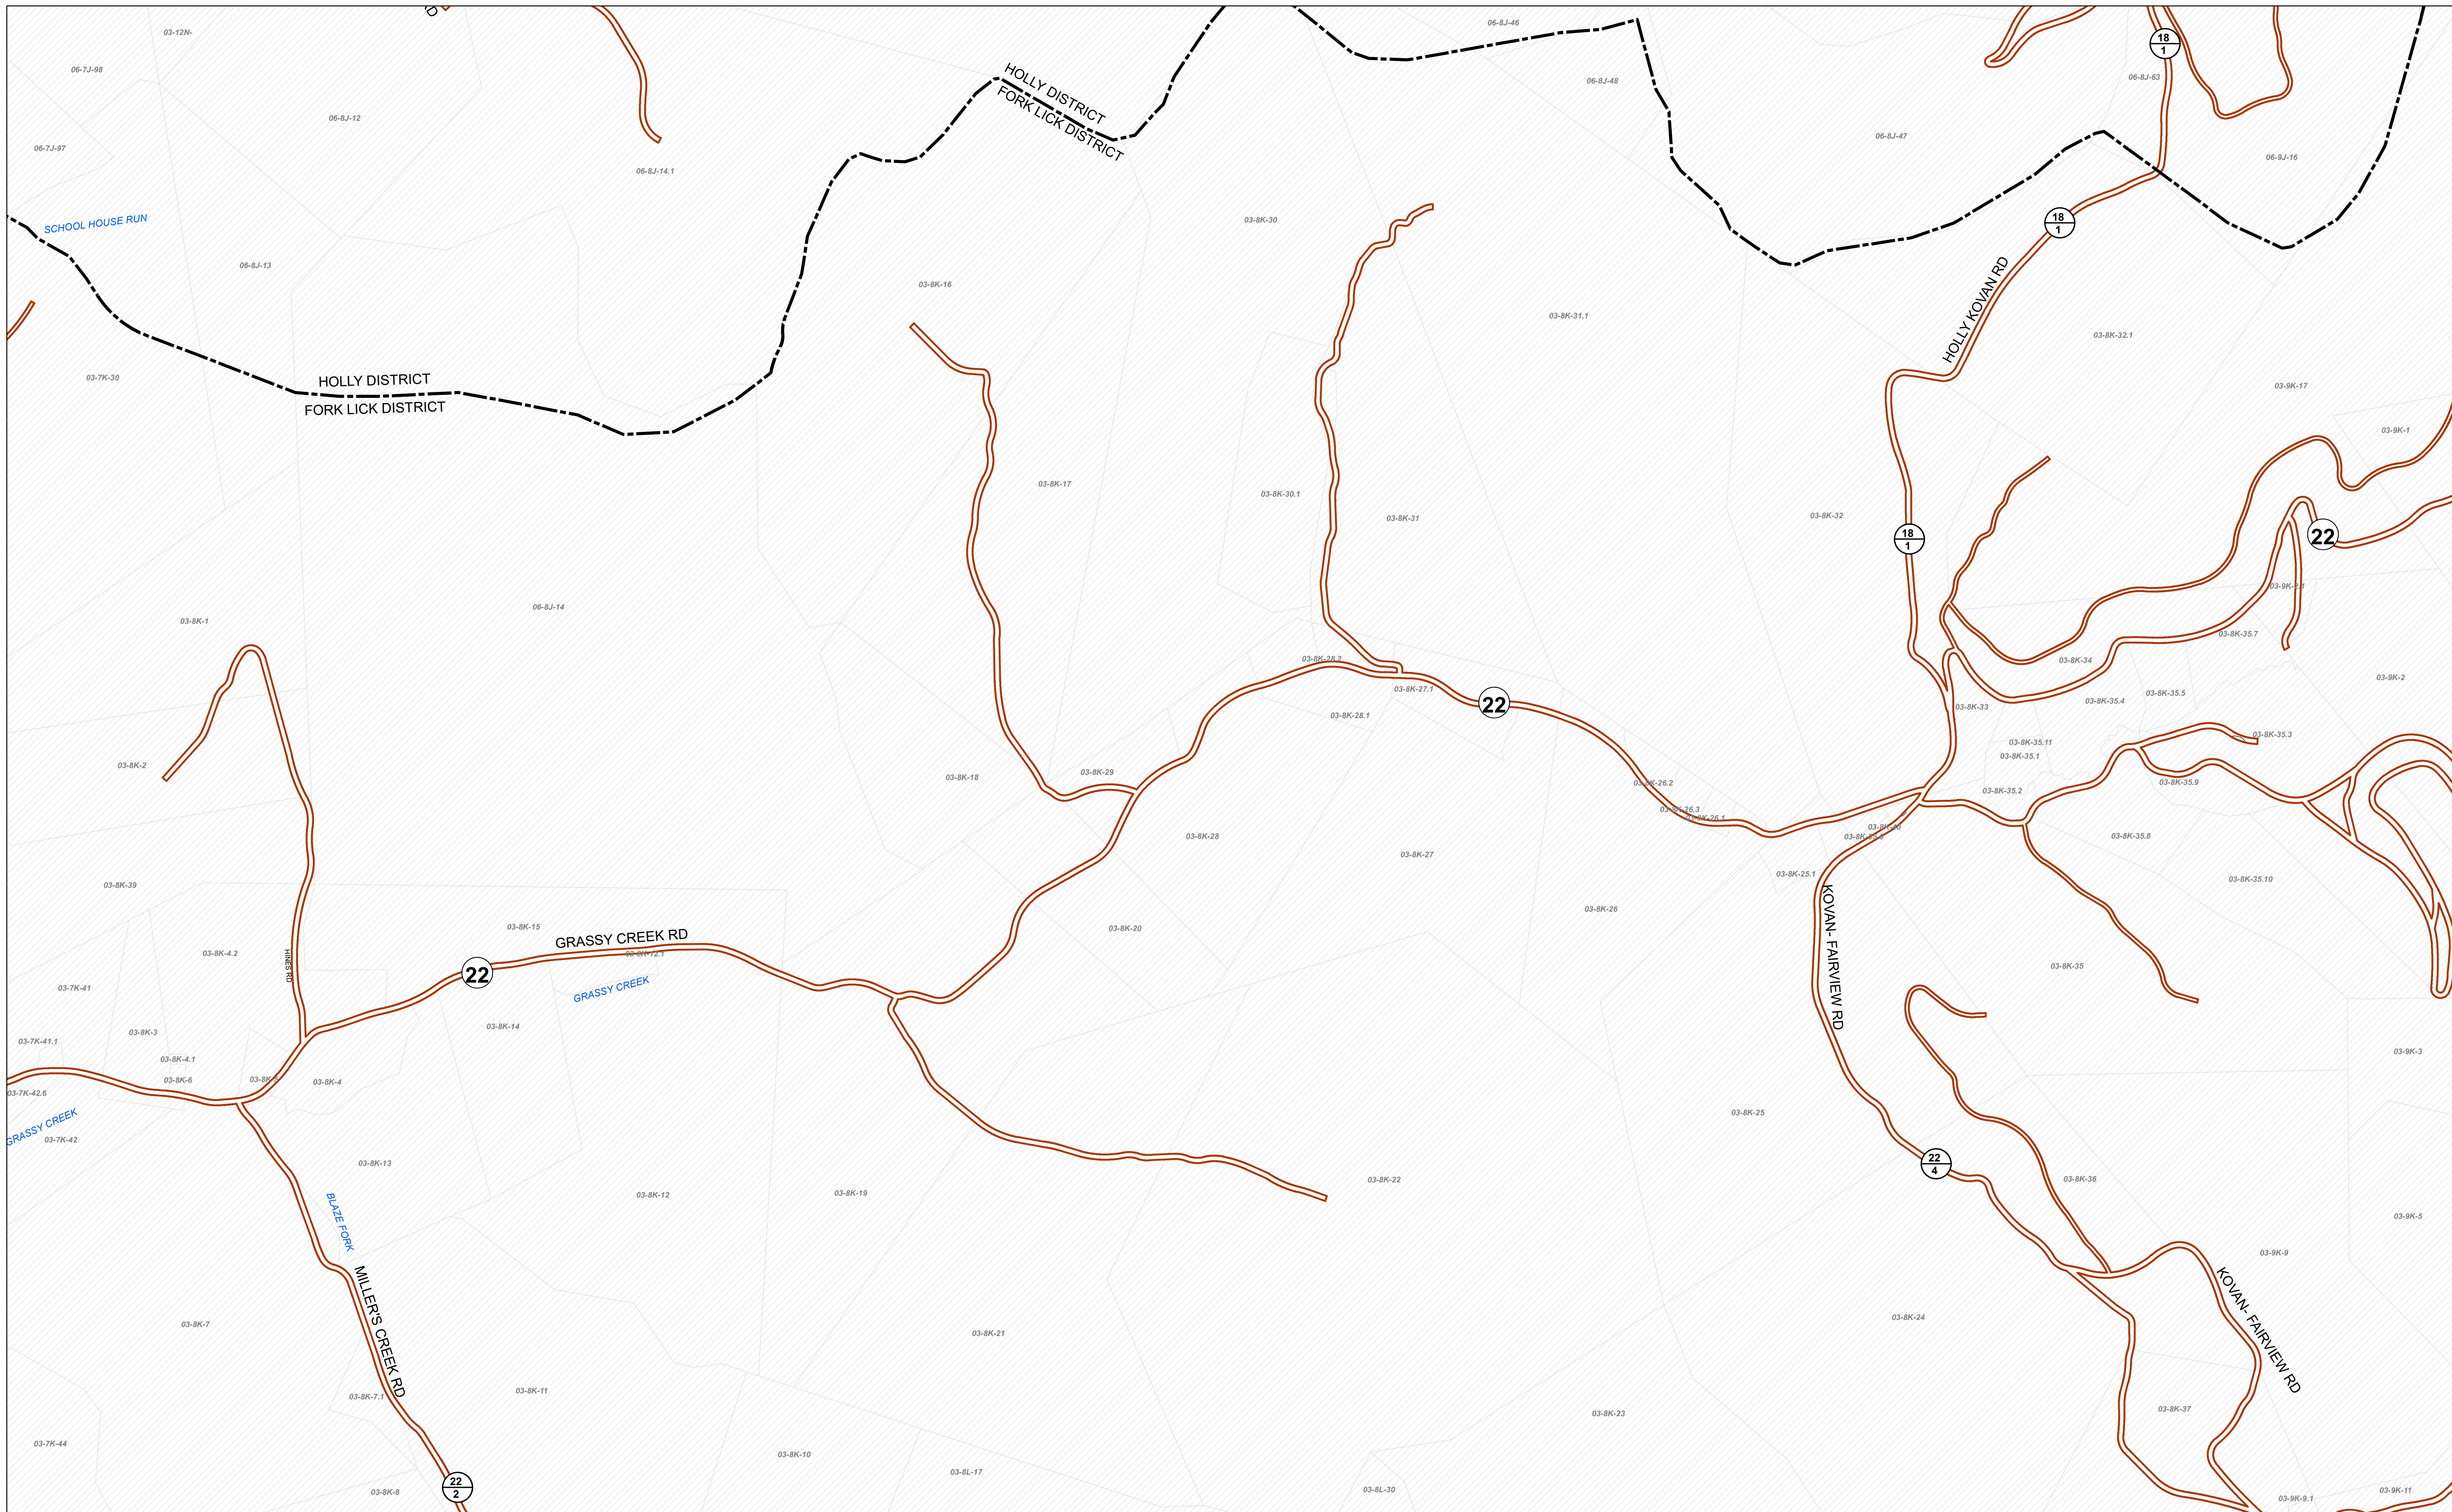 06-8J-46
03-12N-
18
1
06-7J-98
HOLLY DISTRICT
FORK LICK DISTRICT
06-8J-48
06-8J-63
06-8J-12
06-8J-47
06-7J-97
06-8J-14.1
06-9J-16
SCHOOL HOUSE RUN
03-8K-30
18
1
06-8J-13
03-8K-16
03-8K-31.1
HOLLY KOVAN RD
03-8K-32.1
03-7K-30
HOLLY DISTRICT
FORK LICK DISTRICT
03-9K-17
03-9K-1
03-8K-17
03-8K-30.1
03-8K-31
03-8K-32
18
1
22
03-9K-2.1
06-8J-14
03-8K-1
03-8K-35.7
03-8K-28.2
03-8K-34
03-9K-2
03-8K-27.1
22
03-8K-35.5
03-8K-35.4
03-8K-33
03-8K-28.1
03-8K-35.3
03-8K-35.11
03-8K-35.1
03-8K-2
03-8K-18
03-8K-29
03-8K-26.2
03-8K-35.9
03-8K-35.2
03-8K-26.3
03-8K-26.1
03-8K-28
03-8K-35.8
03-8K-27
03-8K-25.1
03-8K-39
03-8K-35.10
03-8K-26
03-8K-15
03-8K-20
GRASSY CREEK RD
KOVAN- FAIRVIEW RD
03-8K-4.2
HINES RD
03-8K-12.1
22
03-8K-35
03-7K-41
GRASSY CREEK
03-8K-14
03-8K-3
03-7K-41.1
03-8K-4.1
03-9K-3
03-8K-6
03-8K-5
03-8K-4
03-7K-42.6
GRASSY CREEK
03-7K-42
03-8K-25
03-8K-13
22
4
03-8K-36
03-8K-22
03-8K-12
03-8K-19
BLAZE FORK
03-9K-5
03-9K-9
MILLER'S CREEK RD
03-8K-7
03-8K-24
KOVAN- FAIRVIEW RD
03-8K-21
03-8K-11
03-8K-7.1
03-8K-37
03-8K-23
03-7K-44
03-8K-10
03-8L-17
22
2
03-8K-8
03-8L-30
03-9K-11
03-9K-9.1